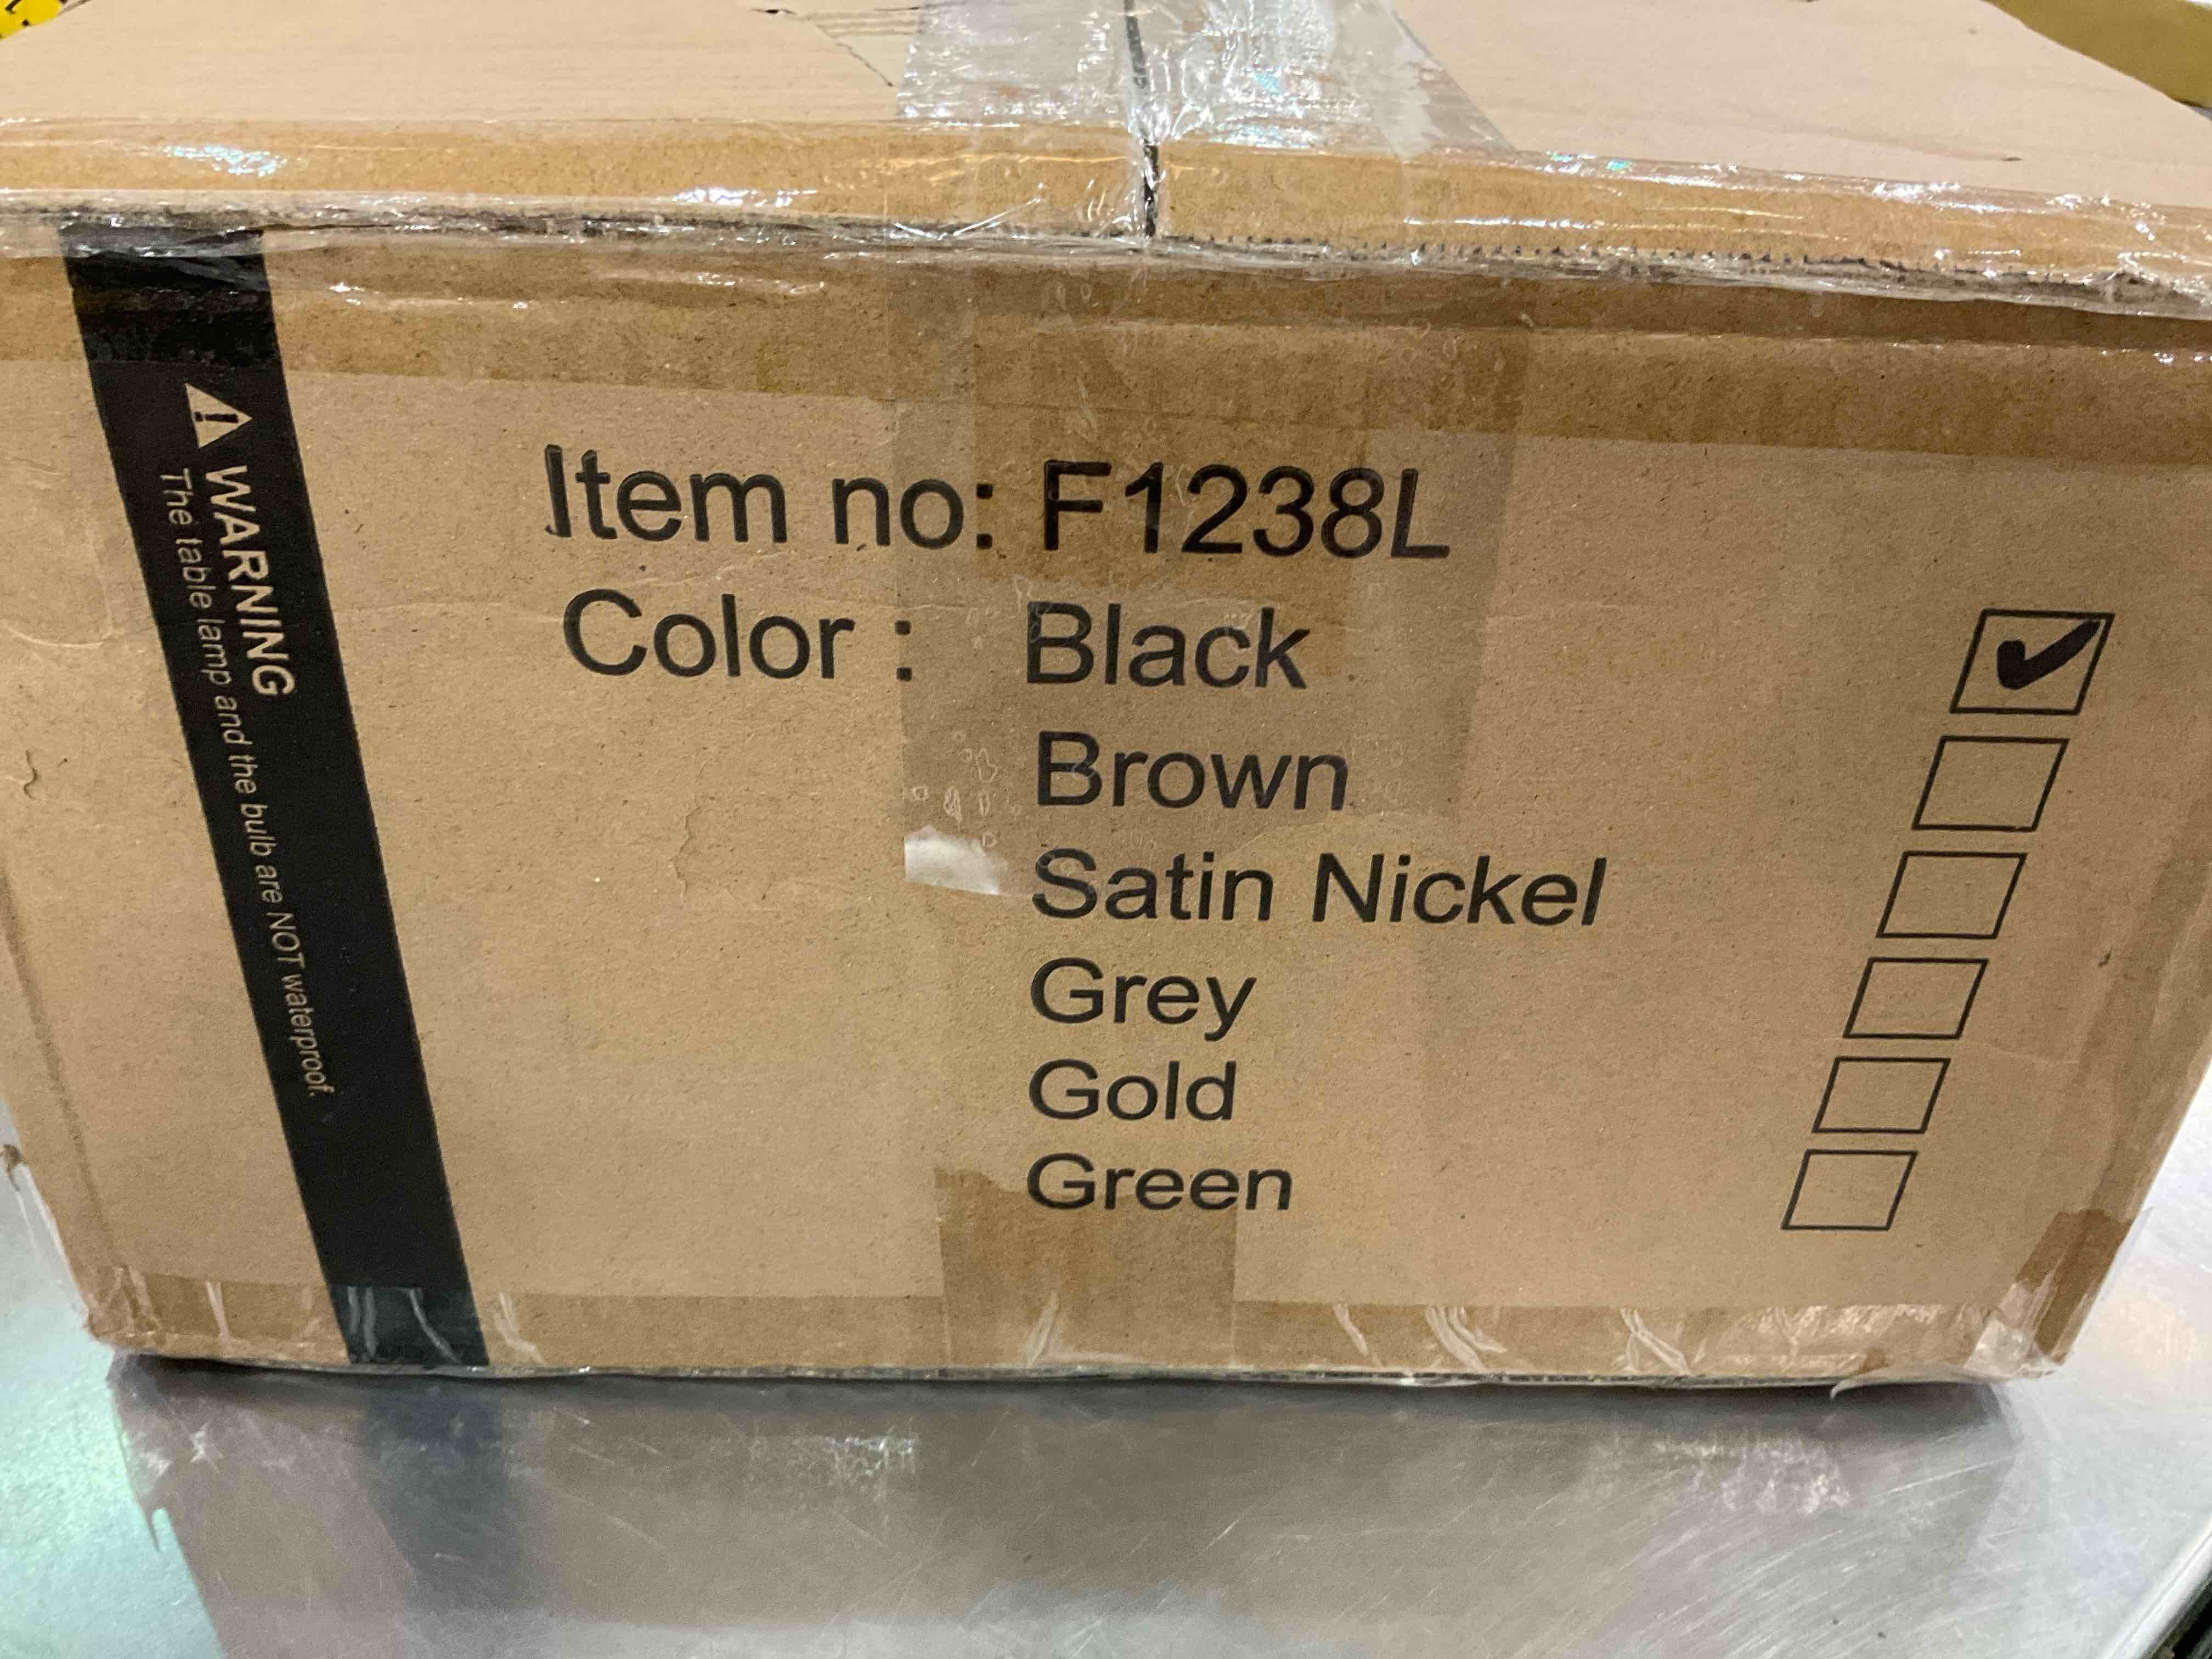 WARNING
The table lamp and the bulb are NOT waterproof.
Item no: F1238L
Color : Black
Brown
Satin Nickel
Grey
Gold
Green